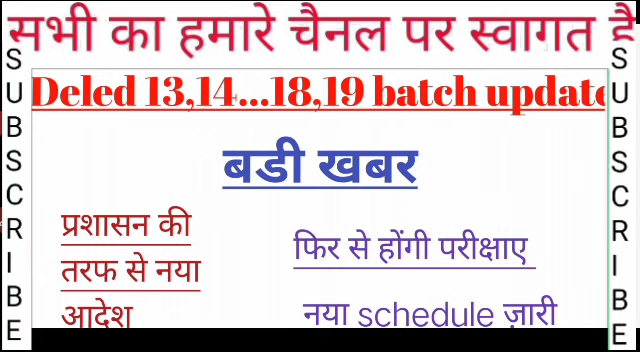 सभी का हमारे चैनल पर स्वागत है
SUBSCRIBE
Deled 13,14...18,19 batch update
बडी खबर
प्रशासन की
तरफ से नया
आदेश
फिर से होंगी परीक्षाए
नया schedule ज़ारी
SUBSCRIBE